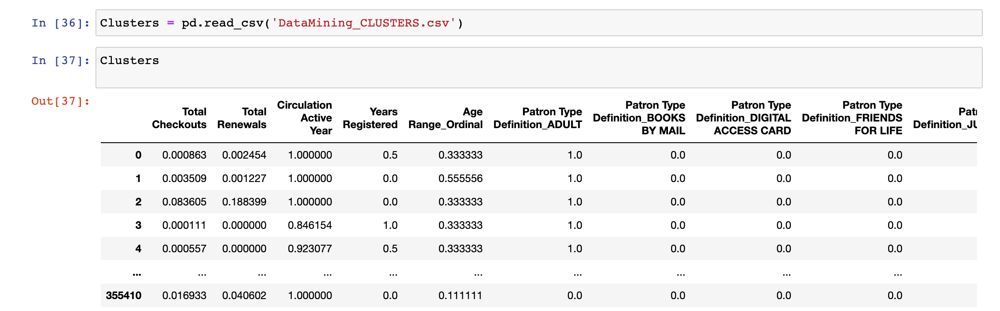 In [36]: Clusters = pd.read_csv('DataMining_CLUSTERS.csv')
In [37]: Clusters
Out[37]:
Total Checkouts Total Renewals Circulation Active Year Years Registered Age Range_Ordinal Patron Type Definition_ADULT Patron Type Definition_BOOKS BY MAIL Patron Type Definition_DIGITAL ACCESS CARD Patron Type Definition_FRIENDS FOR LIFE Patr Definition_JU
0 0.000863 0.002454 1.000000 0.5 0.333333 1.0 0.0 0.0 0.0
1 0.003509 0.001227 1.000000 0.0 0.555556 1.0 0.0 0.0 0.0
2 0.083605 0.188399 1.000000 0.0 0.333333 1.0 0.0 0.0 0.0
3 0.000111 0.000000 0.846154 1.0 0.333333 1.0 0.0 0.0 0.0
4 0.000557 0.000000 0.923077 0.5 0.333333 1.0 0.0 0.0 0.0
... ... ... ... ... ... ... ... ... ...
355410 0.016933 0.040602 1.000000 0.0 0.111111 0.0 0.0 0.0 0.0